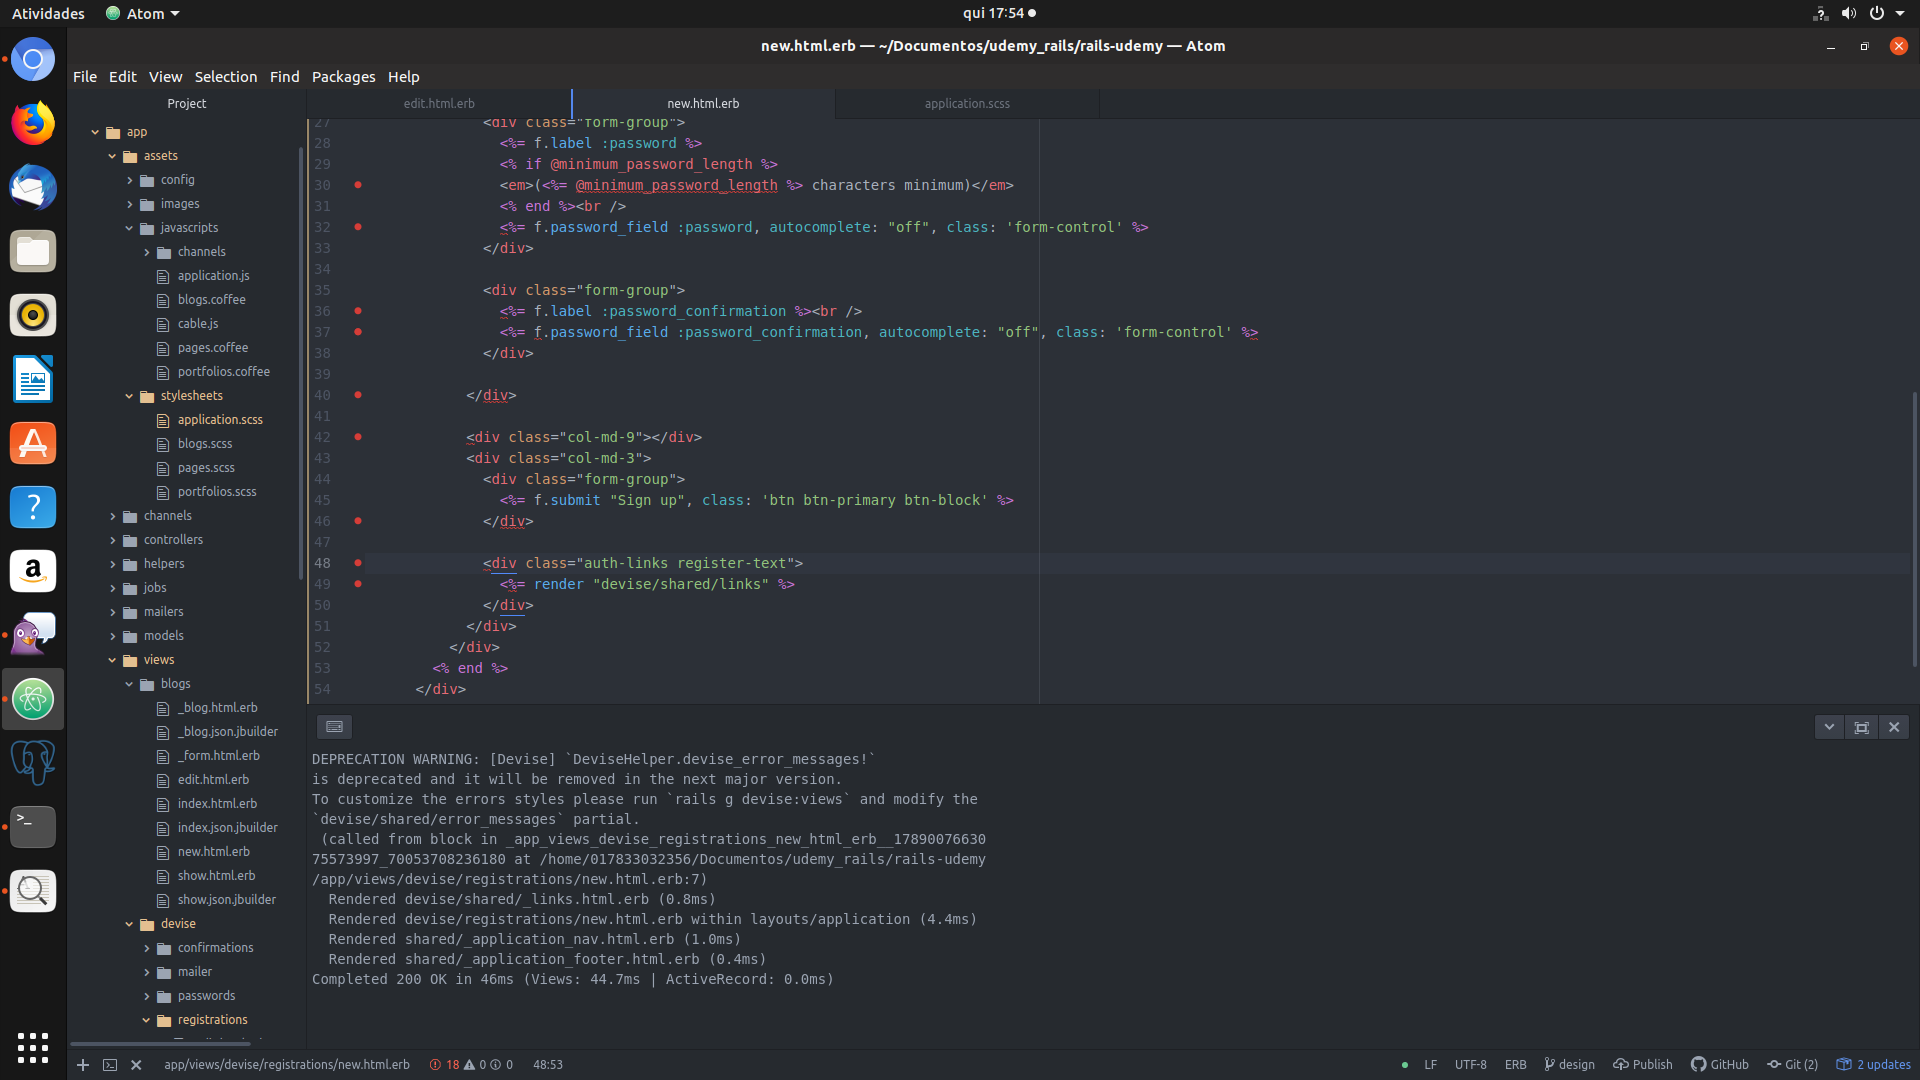 Atividades
Atom
qui 17:54
new.html.erb — ~/Documentos/udemy_rails/rails-udemy — Atom
File Edit View Selection Find Packages Help
Project
edit.html.erb
new.html.erb
application.scss
app
assets
config
images
javascripts
channels
application.js
blogs.coffee
cable.js
pages.coffee
portfolios.coffee
stylesheets
application.scss
blogs.scss
pages.scss
portfolios.scss
channels
controllers
helpers
jobs
mailers
models
views
blogs
_blog.html.erb
_blog.json.jbuilder
_form.html.erb
edit.html.erb
index.html.erb
index.json.jbuilder
new.html.erb
show.html.erb
show.json.jbuilder
devise
confirmations
mailer
passwords
registrations
27 <div class="form-group">
28 <%= f.label :password %>
29 <% if @minimum_password_length %>
30 <em>(<%= @minimum_password_length %> characters minimum)</em>
31 <% end %><br />
32 <%= f.password_field :password, autocomplete: "off", class: 'form-control' %>
33 </div>
34
35 <div class="form-group">
36 <%= f.label :password_confirmation %><br />
37 <%= f.password_field :password_confirmation, autocomplete: "off", class: 'form-control' %>
38 </div>
39
40 </div>
41
42 <div class="col-md-9"></div>
43 <div class="col-md-3">
44 <div class="form-group">
45 <%= f.submit "Sign up", class: 'btn btn-primary btn-block' %>
46 </div>
47
48 <div class="auth-links register-text">
49 <%= render "devise/shared/links" %>
50 </div>
51 </div>
52 </div>
53 <% end %>
54 </div>
DEPRECATION WARNING: [Devise] `DeviseHelper.devise_error_messages!`
is deprecated and it will be removed in the next major version.
To customize the errors styles please run `rails g devise:views` and modify the
`devise/shared/error_messages` partial.
(called from block in _app_views_devise_registrations_new_html_erb__17890076630
75573997_70053708236180 at /home/017833032356/Documentos/udemy_rails/rails-udemy
/app/views/devise/registrations/new.html.erb:7)
Rendered devise/shared/_links.html.erb (0.8ms)
Rendered devise/registrations/new.html.erb within layouts/application (4.4ms)
Rendered shared/_application_nav.html.erb (1.0ms)
Rendered shared/_application_footer.html.erb (0.4ms)
Completed 200 OK in 46ms (Views: 44.7ms | ActiveRecord: 0.0ms)
app/views/devise/registrations/new.html.erb 18 0 0 48:53
LF UTF-8 ERB design Publish GitHub Git (2) 2 updates